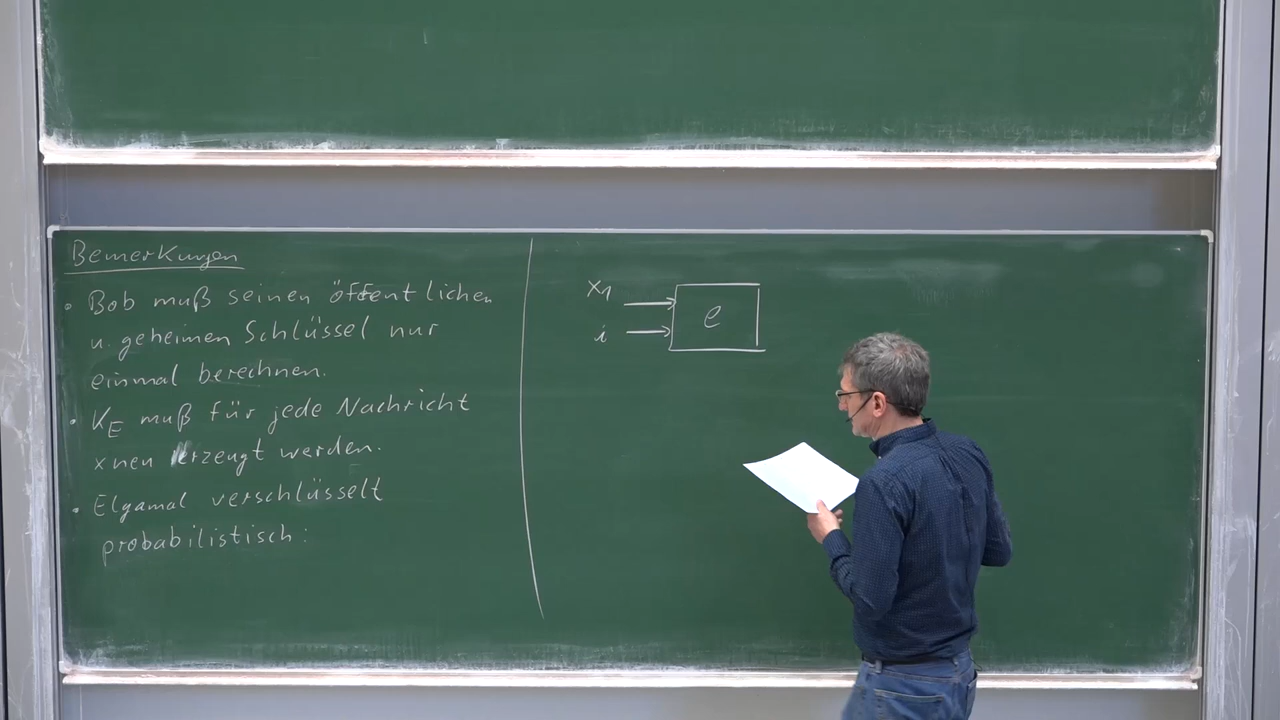 Bemerkungen
• Bob muß seinen öffentlichen
u. geheimen Schlüssel nur
einmal berechnen.
• K_E muß für jede Nachricht
x neu erzeugt werden.
• Elgamal verschlüsselt
probabilistisch:
x₁
i
e